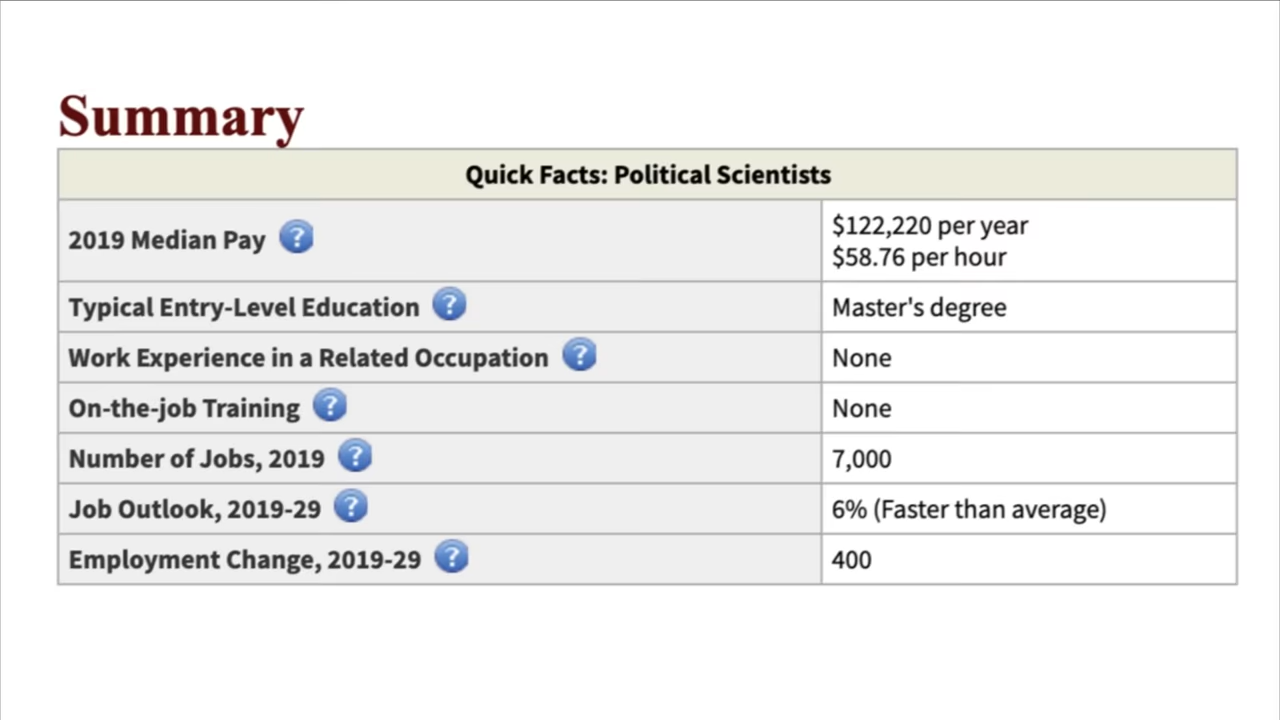 Summary
Quick Facts: Political Scientists
2019 Median Pay ?
$122,220 per year
$58.76 per hour
Typical Entry-Level Education ?
Master's degree
Work Experience in a Related Occupation ?
None
On-the-job Training ?
None
Number of Jobs, 2019 ?
7,000
Job Outlook, 2019-29 ?
6% (Faster than average)
Employment Change, 2019-29 ?
400